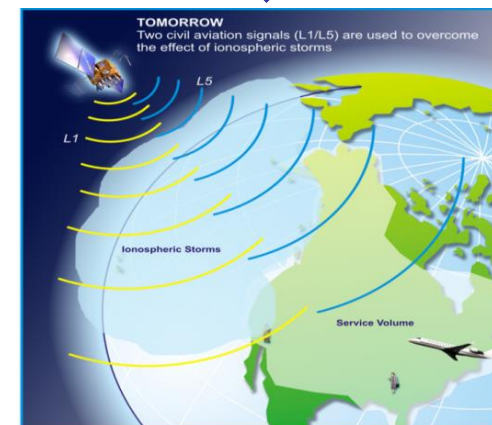 TOMORROW
Two civil aviation signals (L1/L5) are used to overcome
the effect of ionospheric storms
L5
L1
Ionospheric Storms
Service Volume